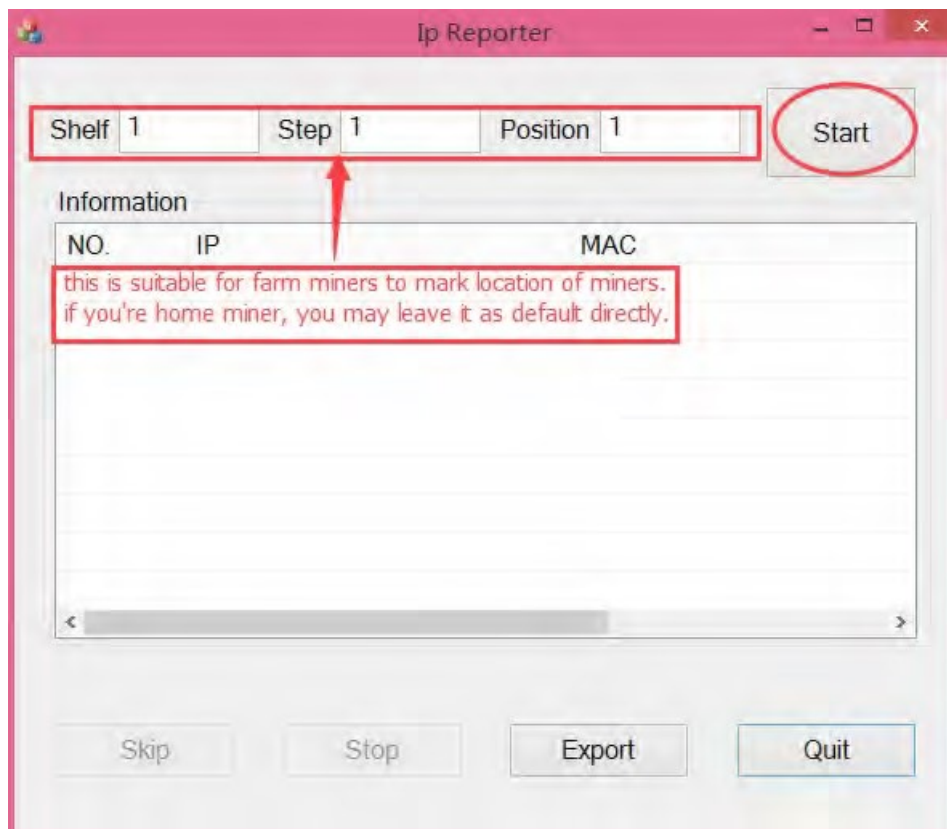 Ip Reporter
Shelf 1 Step 1 Position 1 Start
Information
NO. IP MAC
this is suitable for farm miners to mark location of miners.
if you're home miner, you may leave it as default directly.
Skip Stop Export Quit